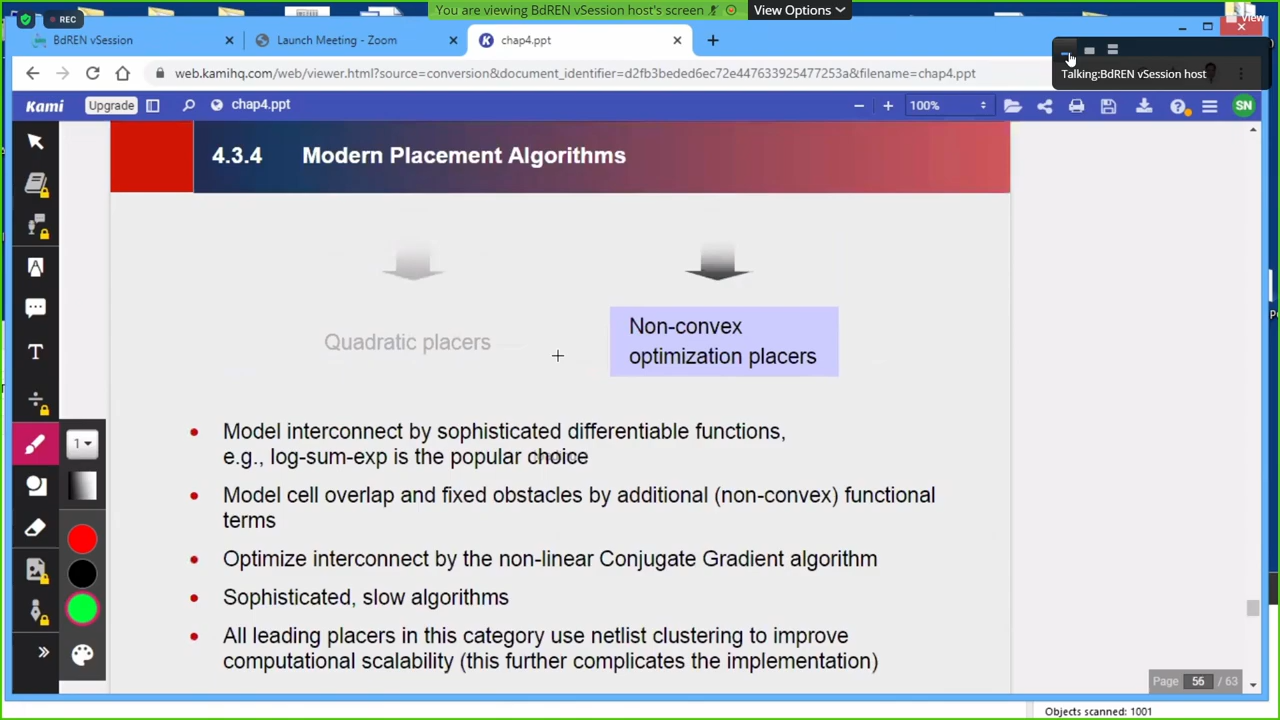 REC
You are viewing BdREN vSession host's screen
View Options
View
BdREN vSession
Launch Meeting - Zoom
chap4.ppt
web.kamihq.com/web/viewer.html?source=conversion&document_identifier=d2fb3beded6ec72e447633925477253a&filename=chap4.ppt
Talking:BdREN vSession host
Kami
Upgrade
chap4.ppt
100%
SN
4.3.4 Modern Placement Algorithms
Quadratic placers
Non-convex
optimization placers
• Model interconnect by sophisticated differentiable functions,
e.g., log-sum-exp is the popular choice
• Model cell overlap and fixed obstacles by additional (non-convex) functional
terms
• Optimize interconnect by the non-linear Conjugate Gradient algorithm
• Sophisticated, slow algorithms
• All leading placers in this category use netlist clustering to improve
computational scalability (this further complicates the implementation)
1
Page 56 / 63
Objects scanned: 1001